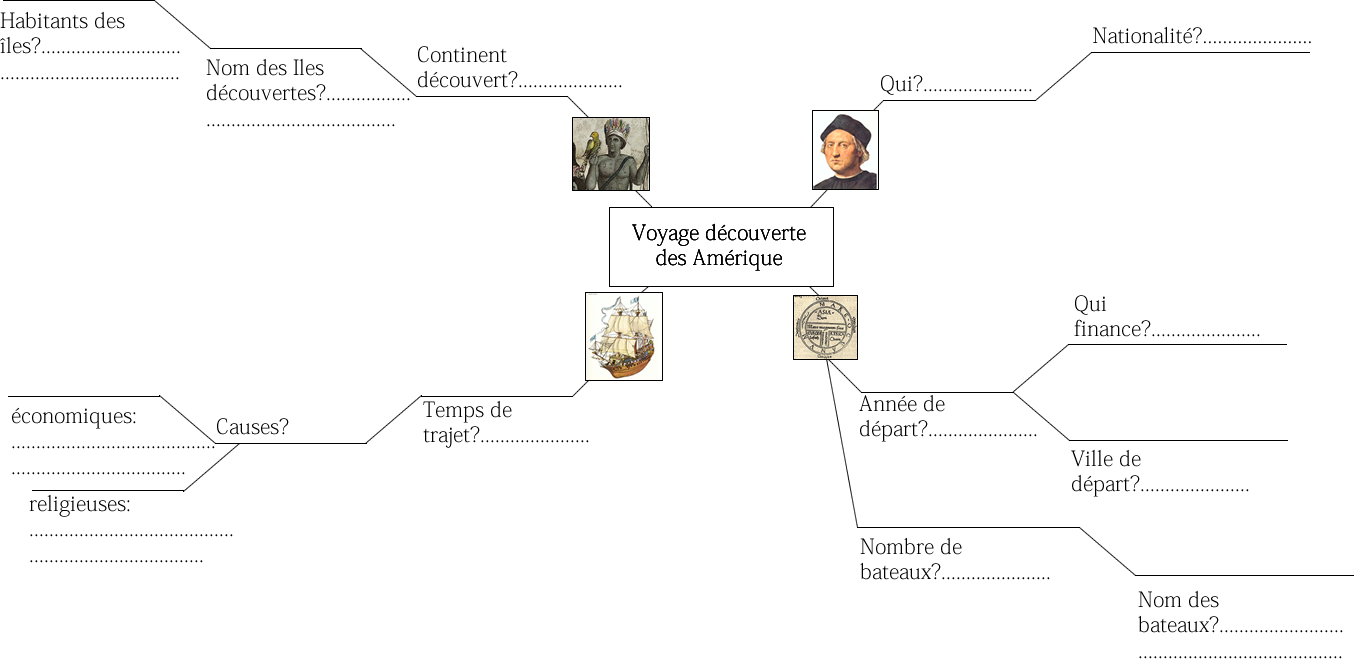 Habitants des
îles?............................
....................................
Nom des Iles
découvertes?.................
......................................
Continent
découvert?.....................
Qui?......................
Nationalité?......................
Voyage découverte
des Amérique
économiques:
.........................................
...................................
religieuses:
.........................................
...................................
Causes?
Temps de
trajet?......................
Qui
finance?......................
Année de
départ?......................
Ville de
départ?......................
Nombre de
bateaux?......................
Nom des
bateaux?.........................
.........................................
ASIA